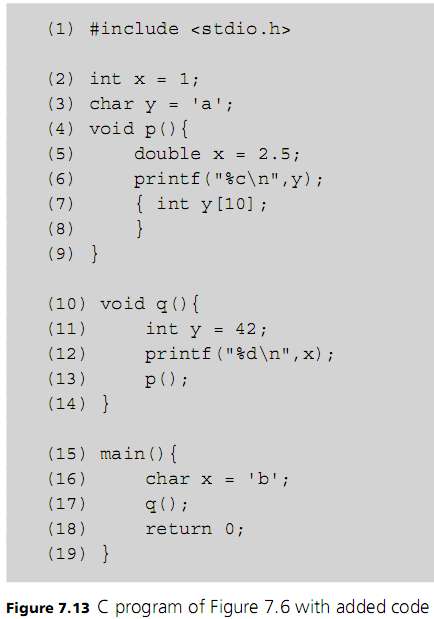 (1) #include <stdio.h>
(2) int x = 1;
(3) char y = 'a';
(4) void p(){
(5)     double x = 2.5;
(6)     printf("%c\n",y);
(7)     { int y[10];
(8)     }
(9) }
(10) void q(){
(11)     int y = 42;
(12)     printf("%d\n",x);
(13)     p();
(14) }
(15) main(){
(16)     char x = 'b';
(17)     q();
(18)     return 0;
(19) }
Figure 7.13 C program of Figure 7.6 with added code